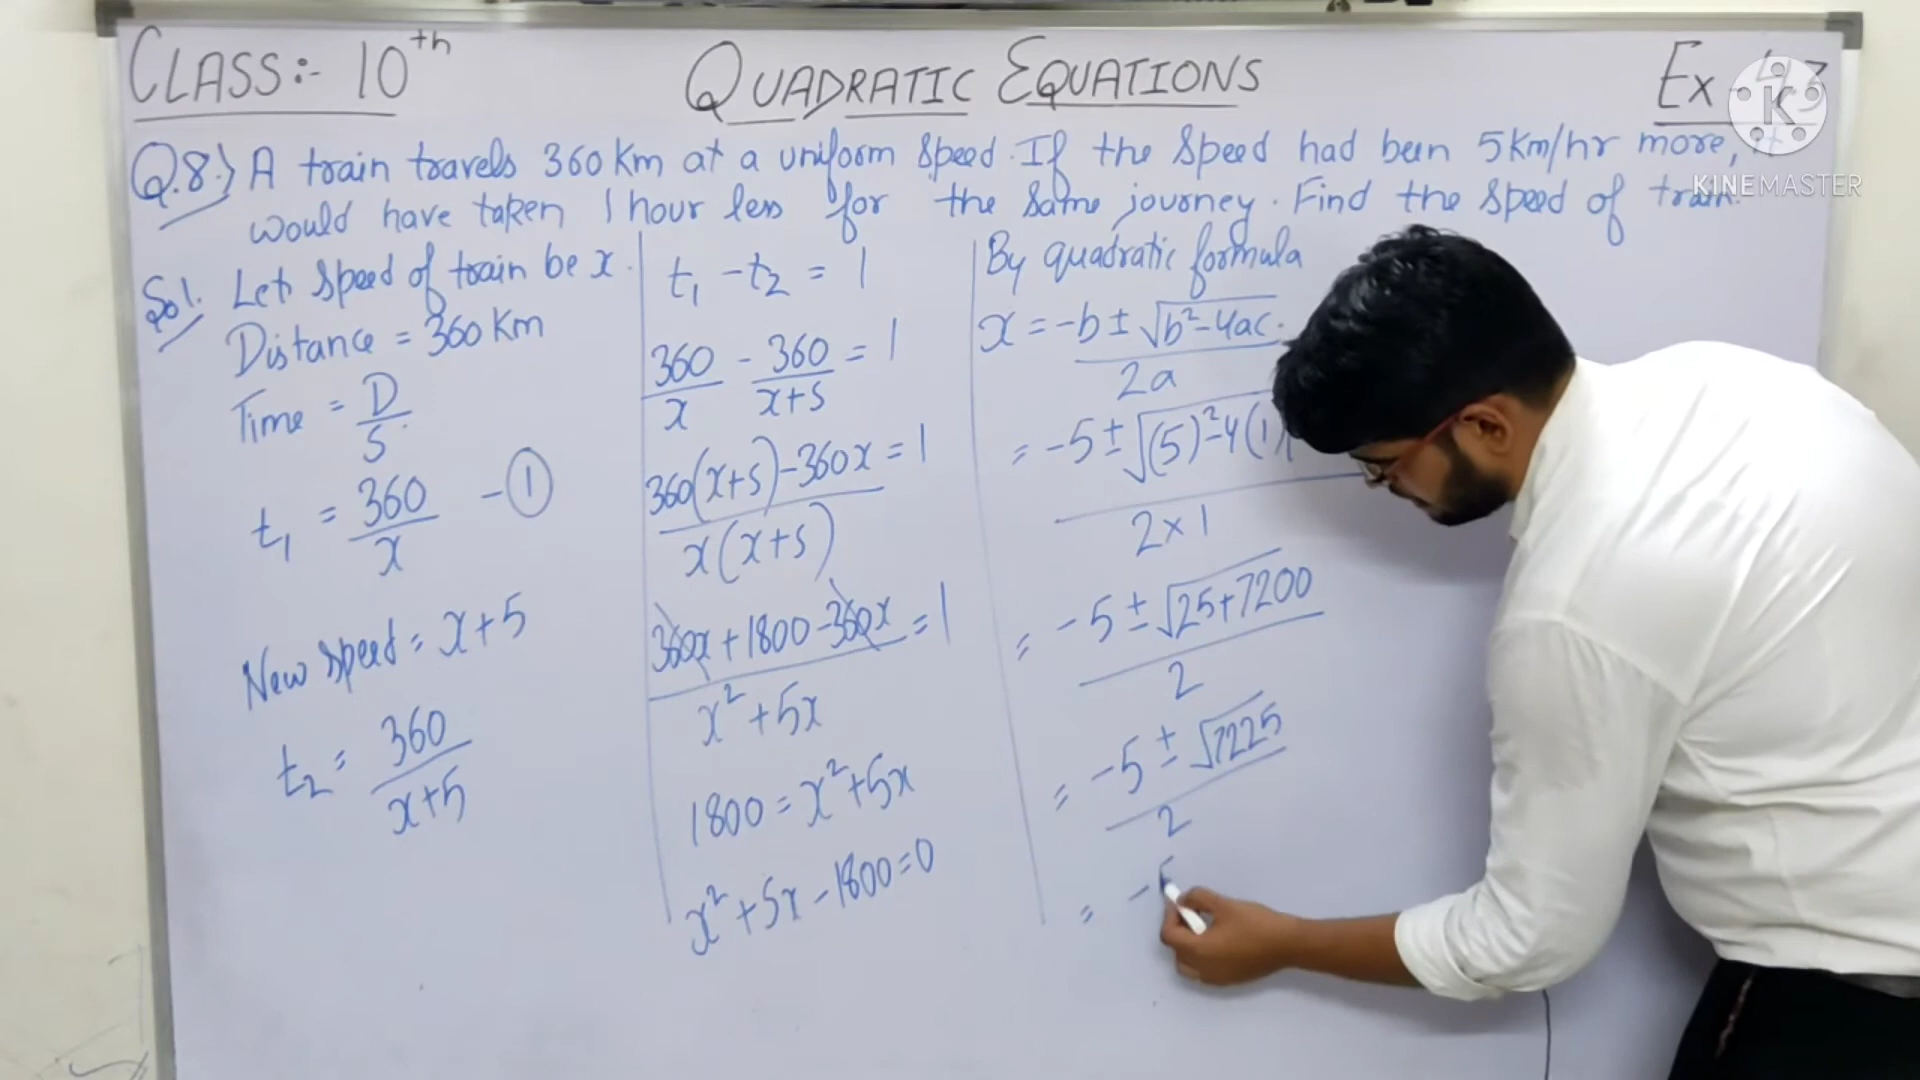 CLASS:- 10th
QUADRATIC EQUATIONS
Ex
K
KINEMASTER
Q.8.) A train travels 360 Km at a uniform speed. If the speed had been 5 Km/hr more, it
would have taken 1 hour less for the same journey. Find the speed of train.
Sol. Let speed of train be x.
Distance = 360 Km
Time = D/S.
t₁ = 360/x - ①
New speed = x+5
t₂ = 360/(x+5)
t₁ - t₂ = 1
360/x - 360/(x+5) = 1
(360(x+5) - 360x)/(x(x+5)) = 1
(360x + 1800 - 360x)/(x² + 5x) = 1
1800 = x² + 5x
x² + 5x - 1800 = 0
By quadratic formula
x = (-b ± √(b² - 4ac))/2a
= -5 ± √(5)² - 4(1)
2 × 1
= (-5 ± √(25 + 7200))/2
= (-5 ± √7225)/2
= -5